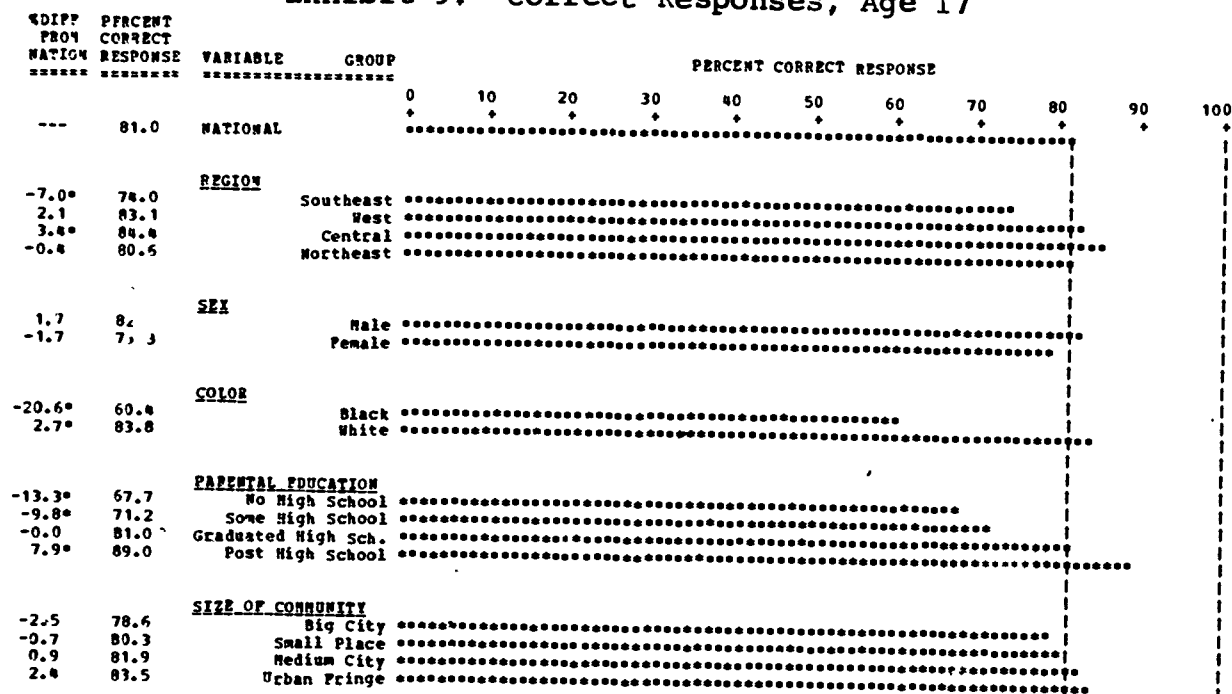 Exhibit 9. Correct Responses, Age 17
%DIFF PERCENT
FROM CORRECT
NATION RESPONSE VARIABLE GROUP PERCENT CORRECT RESPONSE
====== ======== ===================
0 10 20 30 40 50 60 70 80 90 100
--- 81.0 NATIONAL
REGION
-7.0* 74.0 Southeast
2.1 83.1 West
3.4* 84.4 Central
-0.4 Northeast
SEX
1.7 Male
-1.7 Female
COLOR
-20.6* 60.4 Black
2.7* 83.8 White
PARENTAL EDUCATION
-13.3* 67.7 No High School
-9.8* 71.2 Some High School
-0.0 81.0 Graduated High Sch.
7.9* 89.0 Post High School
SIZE OF COMMUNITY
-2.5 78.6 Big City
-0.7 80.3 Small Place
0.9 81.9 Medium City
2.4 83.5 Urban Fringe